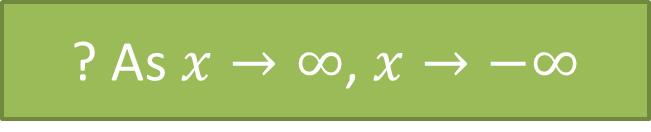 ? As 𝑥 → ∞, 𝑥 → −∞